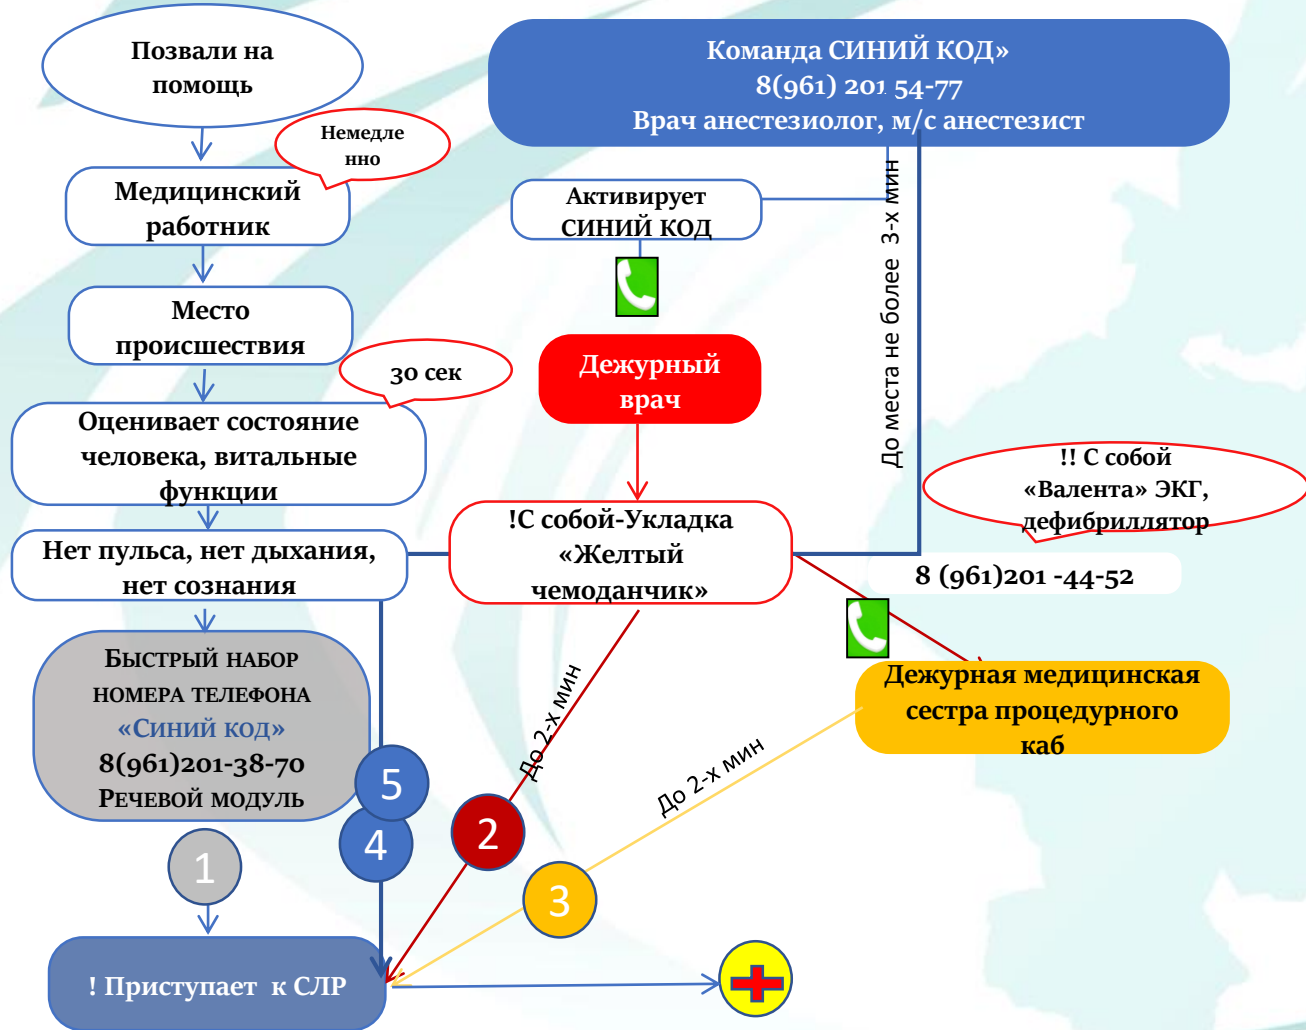 Позвали на
помощь
Немедле
нно
Медицинский
работник
Место
происшествия
30 сек
Оценивает состояние
человека, витальные
функции
Нет пульса, нет дыхания,
нет сознания
Быстрый набор
номера телефона
«Синий код»
8(961)201-38-70
Речевой модуль
1
! Приступает к СЛР
Команда СИНИЙ КОД»
8(961) 201 54-77
Врач анестезиолог, м/с анестезист
Активирует
СИНИЙ КОД
До места не более 3-х мин
Дежурный
врач
!С собой-Укладка
«Желтый
чемоданчик»
!! С собой
«Валента» ЭКГ,
дефибриллятор
8 (961)201 -44-52
Дежурная медицинская
сестра процедурного
каб
До 2-х мин
До 2-х мин
5
4
2
3